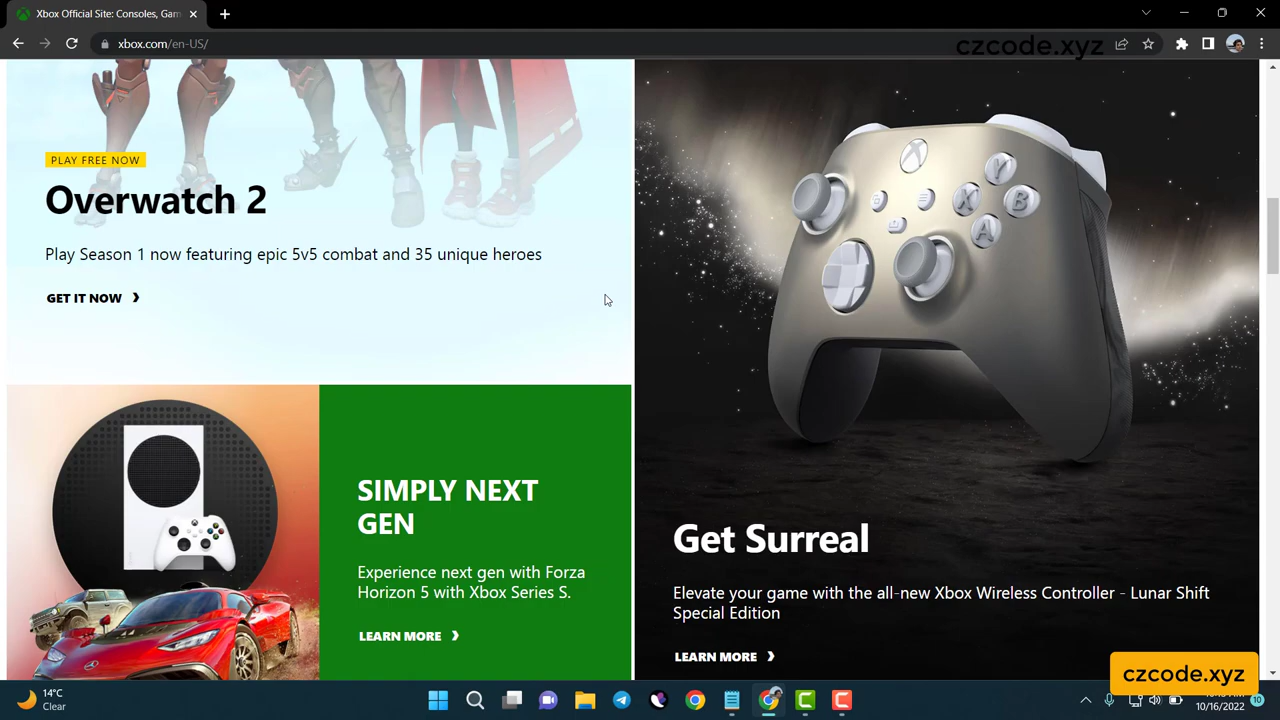 Xbox Official Site: Consoles, Gam
xbox.com/en-US/
czcode.xyz
PLAY FREE NOW
Overwatch 2
Play Season 1 now featuring epic 5v5 combat and 35 unique heroes
GET IT NOW
SIMPLY NEXT
GEN
Experience next gen with Forza
Horizon 5 with Xbox Series S.
LEARN MORE
Y
X
B
A
Get Surreal
Elevate your game with the all-new Xbox Wireless Controller - Lunar Shift
Special Edition
LEARN MORE
czcode.xyz
14°C
Clear
10/16/2022
10